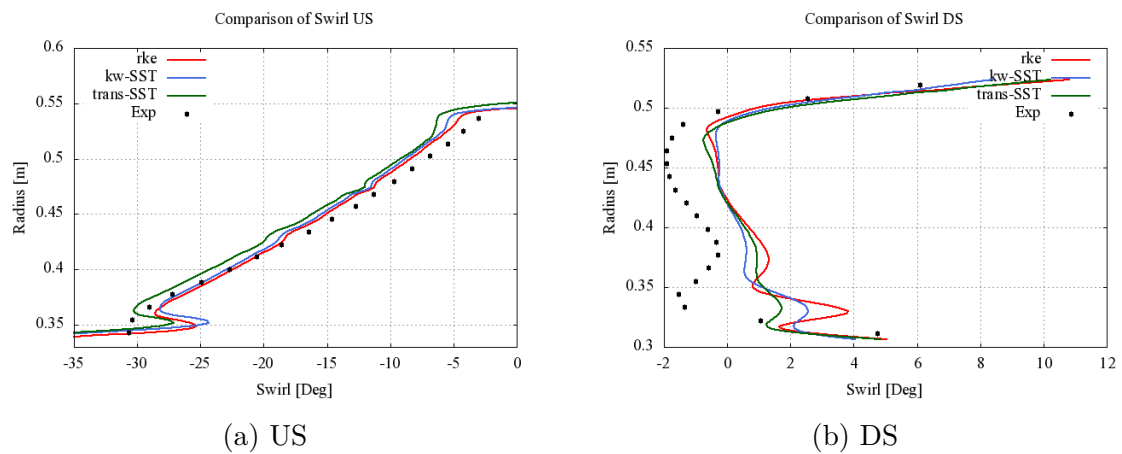 Comparison of Swirl US
0.6
0.55
0.5
0.45
0.4
0.35
Radius [m]
rke
kw-SST
trans-SST
Exp
-35 -30 -25 -20 -15 -10 -5 0
Swirl [Deg]
(a) US
Comparison of Swirl DS
0.55
0.5
0.45
0.4
0.35
0.3
Radius [m]
rke
kw-SST
trans-SST
Exp
-2 0 2 4 6 8 10 12
Swirl [Deg]
(b) DS